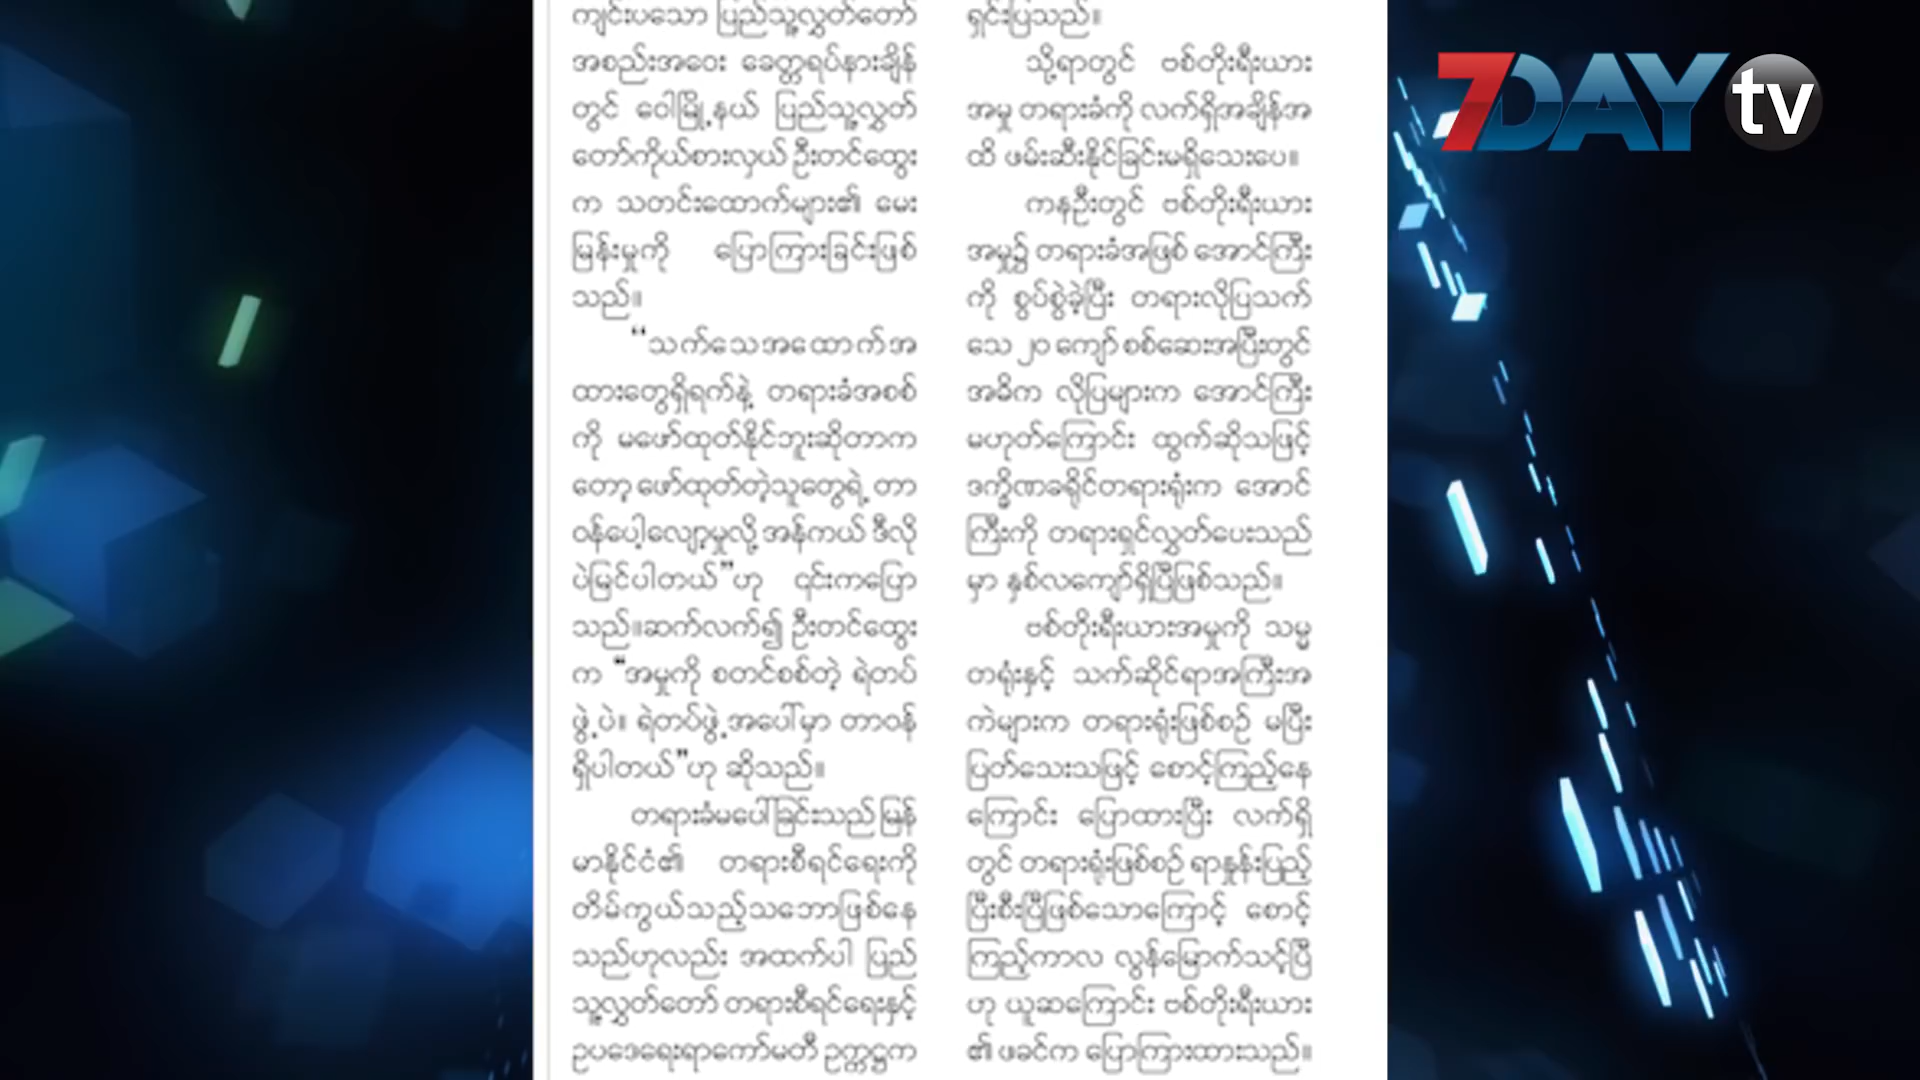 ကျင်းပသော ပြည်သူ့လွှတ်တော်
အစည်းအဝေး ခေတ္တရပ်နားချိန်
တွင် ဝေါမြို့နယ် ပြည်သူ့လွှတ်
တော်ကိုယ်စားလှယ် ဦးတင်ထွေး
က သတင်းထောက်များ၏ မေး
မြန်းမှုကို ပြောကြားခြင်းဖြစ်
သည်။
“သက်သေအထောက်အ
ထားတွေရှိရက်နဲ့ တရားခံအစစ်
ကို မဖော်ထုတ်နိုင်ဘူးဆိုတာက
တော့ ဖော်ထုတ်တဲ့သူတွေရဲ့ တာ
ဝန်ပေါ့လျော့မှုလို့ အန်ကယ် ဒီလို
ပဲမြင်ပါတယ်”ဟု ၎င်းကပြော
သည်။ဆက်လက်၍ ဦးတင်ထွေး
က “အမှုကို စတင်စစ်တဲ့ ရဲတပ်
ဖွဲ့ပဲ။ ရဲတပ်ဖွဲ့အပေါ်မှာ တာဝန်
ရှိပါတယ်”ဟု ဆိုသည်။
တရားခံမပေါ်ခြင်းသည် မြန်
မာနိုင်ငံ၏ တရားစီရင်ရေးကို
တိမ်ကွယ်သည့်သဘောဖြစ်နေ
သည်ဟုလည်း အထက်ပါ ပြည်
သူ့လွှတ်တော် တရားစီရင်ရေးနှင့်
ဥပဒေရေးရာကော်မတီ ဥက္ကဋ္ဌက
ရှင်းပြသည်။
သို့ရာတွင် ဗစ်တိုးရီးယား
အမှု တရားခံကို လက်ရှိအချိန်အ
ထိ ဖမ်းဆီးနိုင်ခြင်းမရှိသေးပေ။
ကနဦးတွင် ဗစ်တိုးရီးယား
အမှု၌ တရားခံအဖြစ် အောင်ကြီး
ကို စွပ်စွဲခဲ့ပြီး တရားလိုပြသက်
သေ ၂၀ ကျော် စစ်ဆေးအပြီးတွင်
အဓိက လိုပြများက အောင်ကြီး
မဟုတ်ကြောင်း ထွက်ဆိုသဖြင့်
ဒက္ခိဏခရိုင်တရားရုံးက အောင်
ကြီးကို တရားရှင်လွှတ်ပေးသည်
မှာ နှစ်လကျော်ရှိပြီဖြစ်သည်။
ဗစ်တိုးရီးယားအမှုကို သမ္မ
တရုံးနှင့် သက်ဆိုင်ရာအကြီးအ
ကဲများက တရားရုံးဖြစ်စဉ် မပြီး
ပြတ်သေးသဖြင့် စောင့်ကြည့်နေ
ကြောင်း ပြောထားပြီး လက်ရှိ
တွင် တရားရုံးဖြစ်စဉ် ရာနှုန်းပြည့်
ပြီးစီးပြီဖြစ်သောကြောင့် စောင့်
ကြည့်ကာလ လွန်မြောက်သင့်ပြီ
ဟု ယူဆကြောင်း ဗစ်တိုးရီးယား
၏ ဖခင်က ပြောကြားထားသည်။
7DAY tv